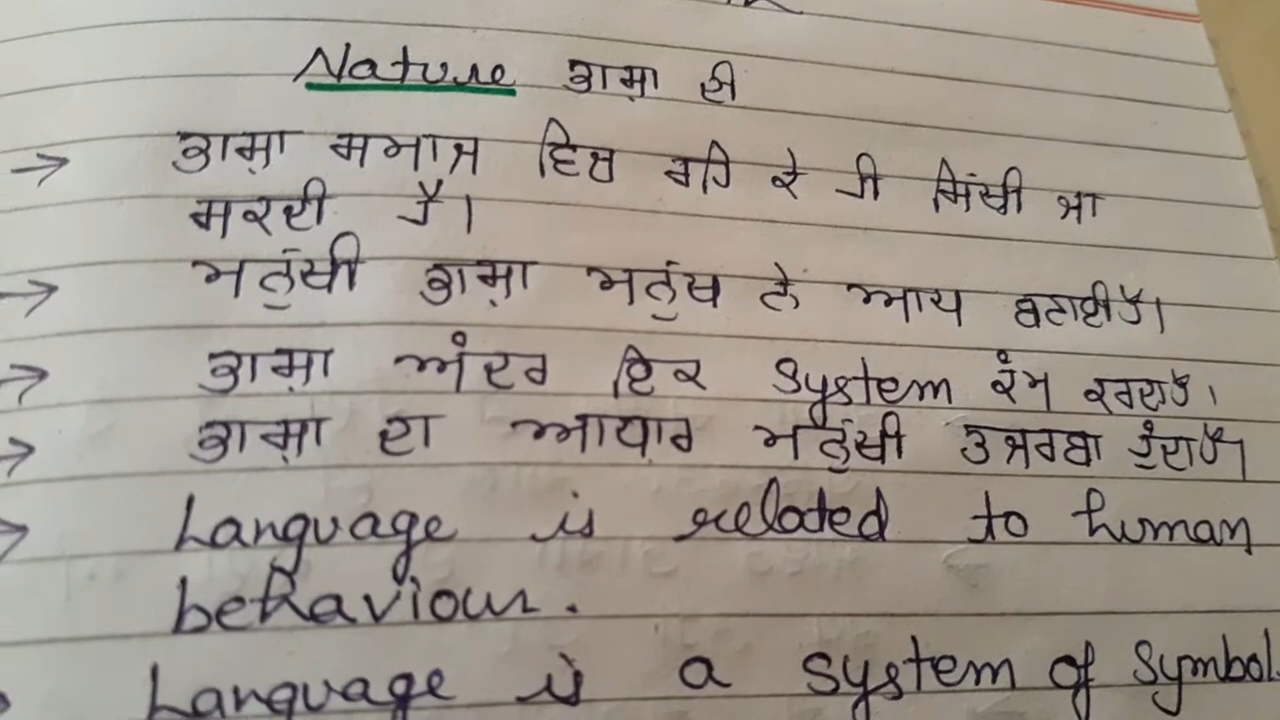 Nature ਭਾਸ਼ਾ ਦੀ
→ ਭਾਸ਼ਾ ਸਮਾਜ ਵਿਚ ਰਹਿ ਕੇ ਹੀ ਸਿੱਖੀ ਜਾ
ਸਕਦੀ ਹੈ।
→ ਮਨੁੱਖੀ ਭਾਸ਼ਾ ਮਨੁੱਖ ਨੇ ਆਪ ਬਣਾਈ ਹੈ।
→ ਭਾਸ਼ਾ ਅੰਦਰ ਇਕ System ਕੰਮ ਕਰਦਾ ਹੈ।
→ ਭਾਸ਼ਾ ਦਾ ਆਧਾਰ ਮਨੁੱਖੀ ਤਜਰਬਾ ਹੁੰਦਾ ਹੈ।
→ Language is related to human
behaviour.
Language is a system of symbol